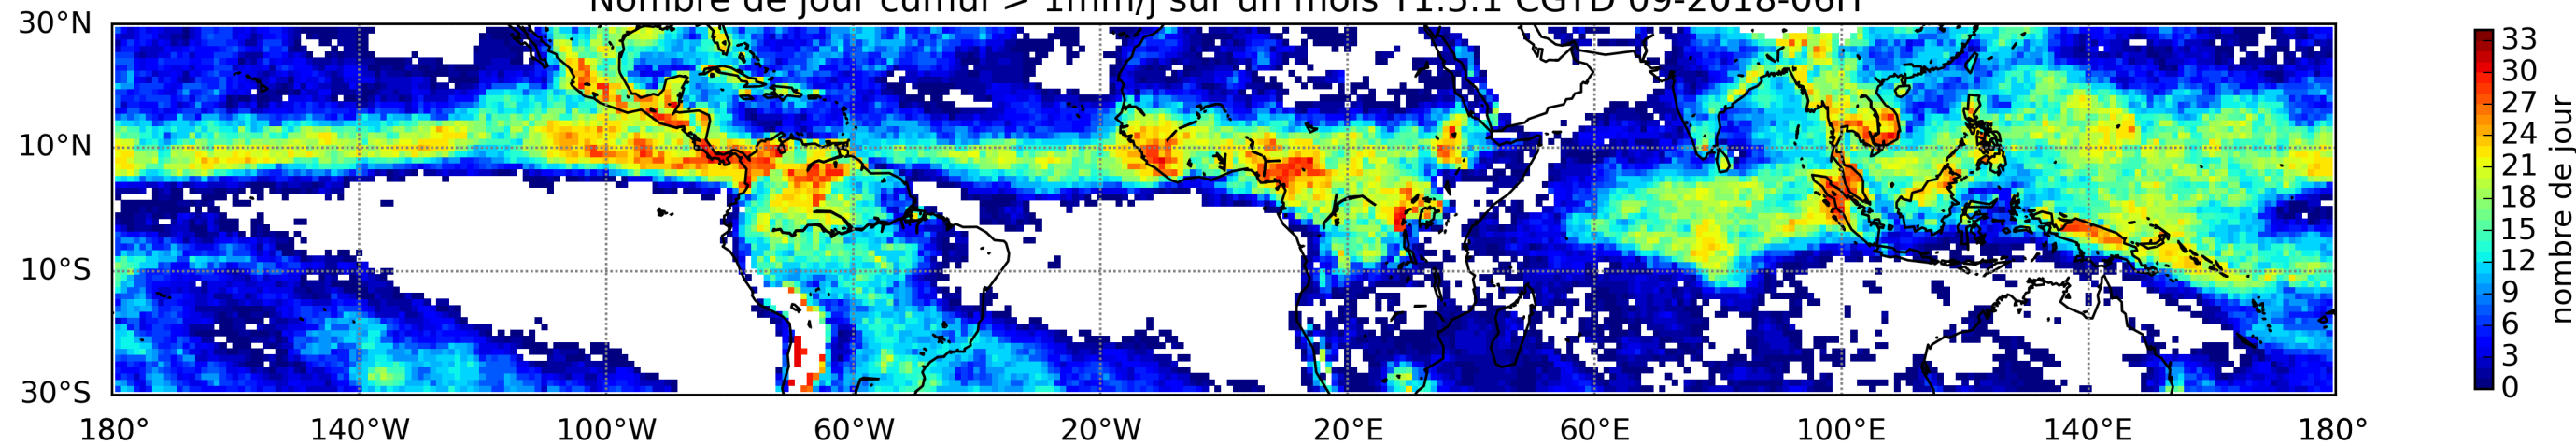 Nombre de jour cumul > 1mm/j sur un mois T1.5.1 CGTD 09-2018-06H
30°N
10°N
10°S
30°S
180°
140°W
100°W
60°W
20°W
20°E
60°E
100°E
140°E
180°
33
30
27
24
21
18
15
12
9
6
3
0
nombre de jour